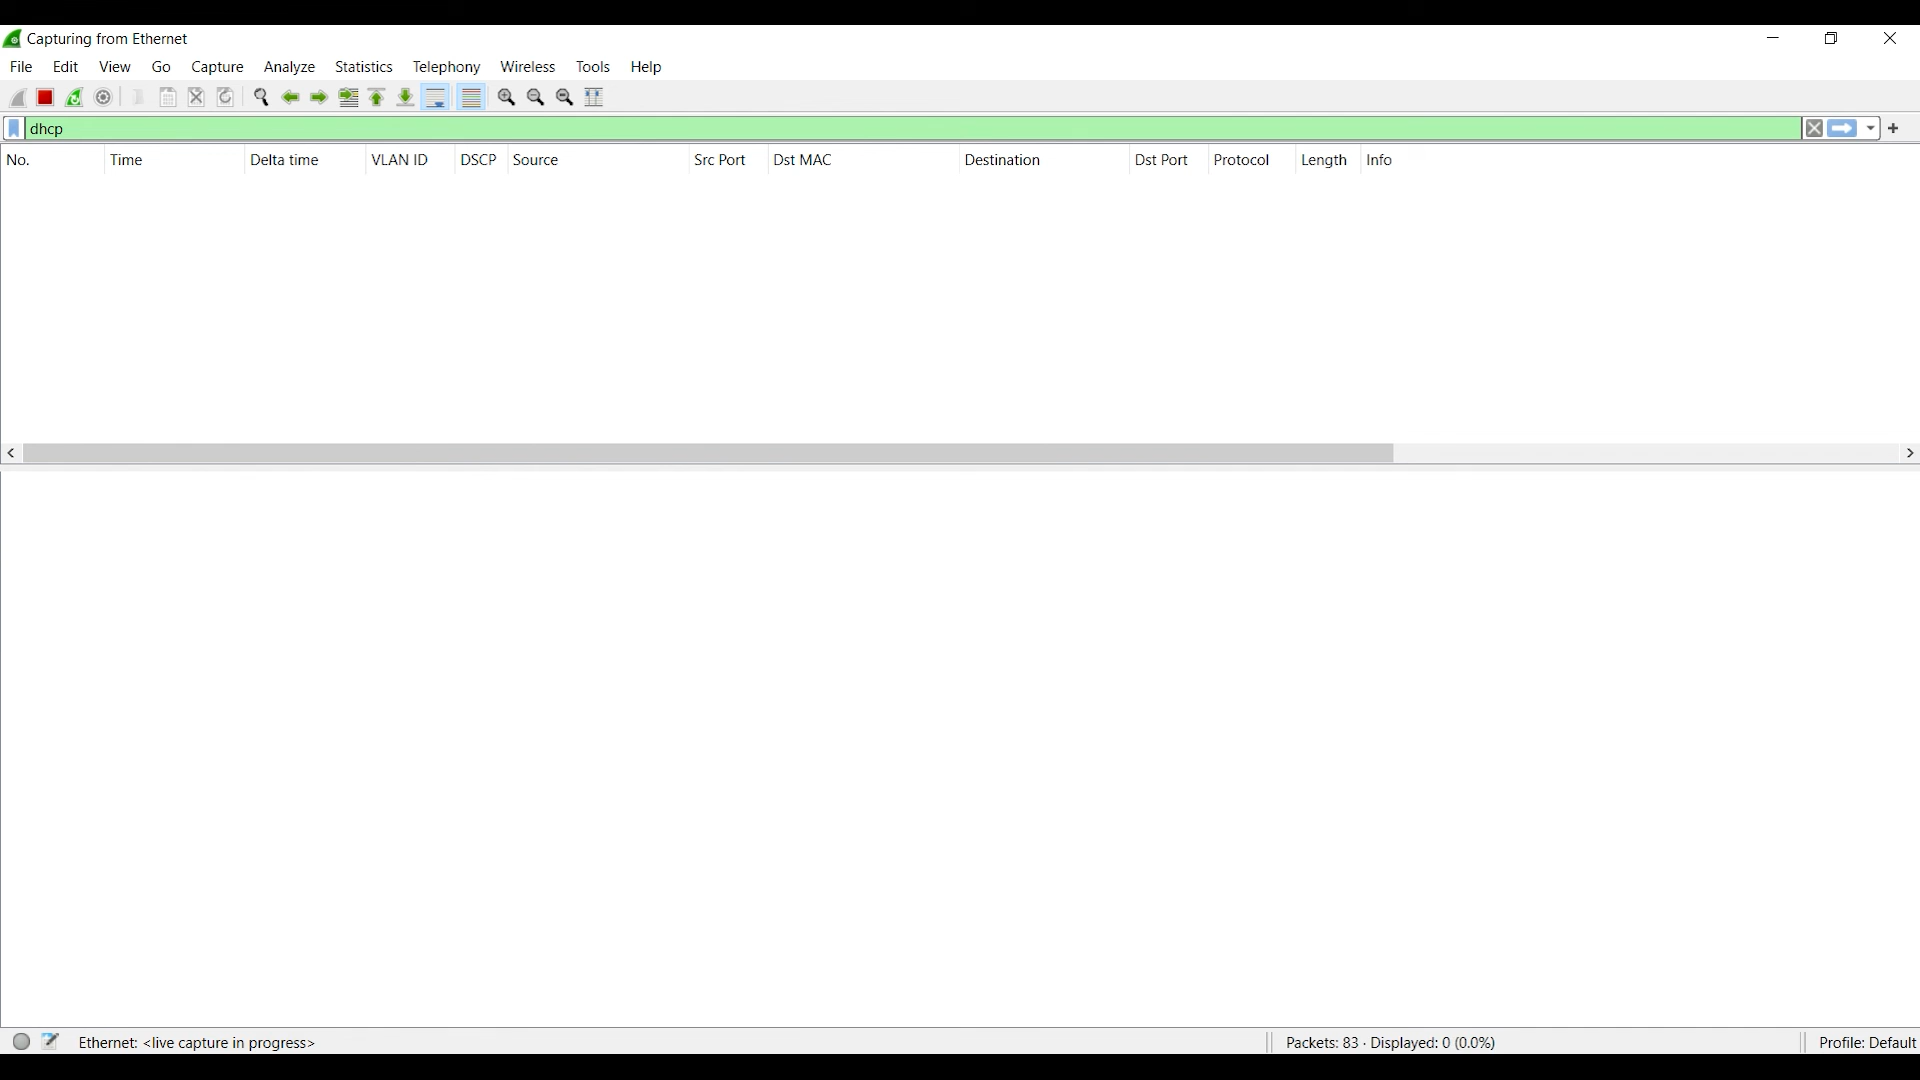 Capturing from Ethernet
File Edit View Go Capture Analyze Statistics Telephony Wireless Tools Help
dhcp
No. Time Delta time VLAN ID DSCP Source Src Port Dst MAC Destination Dst Port Protocol Length Info
Ethernet: <live capture in progress> Packets: 83 · Displayed: 0 (0.0%) Profile: Default